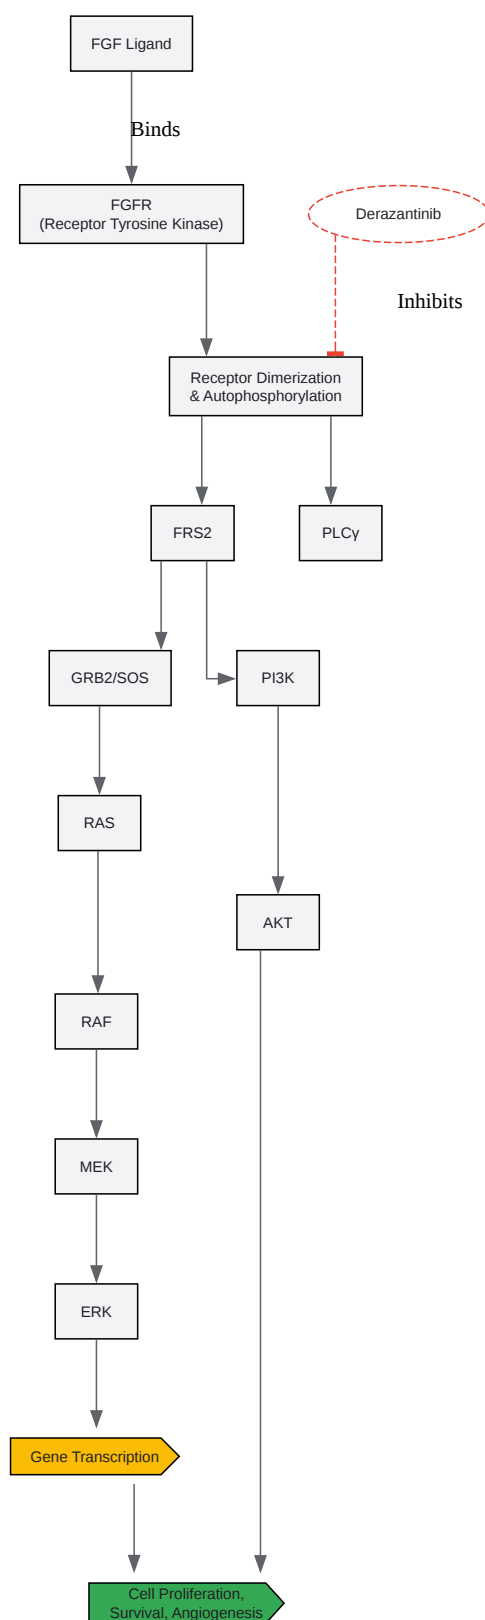 FGF Ligand
Binds
FGFR
(Receptor Tyrosine Kinase)
Derazantinib
Inhibits
Receptor Dimerization
& Autophosphorylation
FRS2
PLCγ
GRB2/SOS
PI3K
RAS
AKT
RAF
MEK
ERK
Gene Transcription
Cell Proliferation,
Survival, Angiogenesis